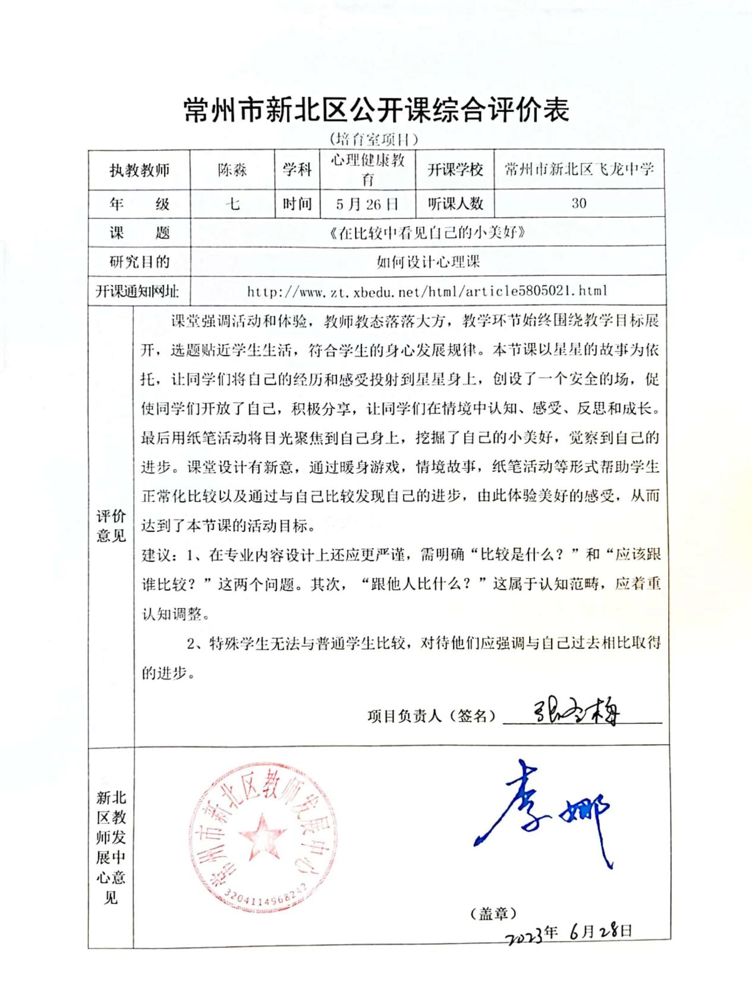 常州市新北区公开课综合评价表
(培育室项目)
执教教师 陈淼 学科 心理健康教育 开课学校 常州市新北区飞龙中学
年 级 七 时间 5月26日 听课人数 30
课 题 《在比较中看见自己的小美好》
研究目的 如何设计心理课
开课通知网址 http://www.zt.xbedu.net/html/article5805021.html
评价意见
课堂强调活动和体验，教师教态落落大方，教学环节始终围绕教学目标展
开，选题贴近学生生活，符合学生的身心发展规律。本节课以星星的故事为依
托，让同学们将自己的经历和感受投射到星星身上，创设了一个安全的场，促
使同学们开放了自己，积极分享，让同学们在情境中认知、感受、反思和成长。
最后用纸笔活动将目光聚焦到自己身上，挖掘了自己的小美好，觉察到自己的
进步。课堂设计有新意，通过暖身游戏，情境故事，纸笔活动等形式帮助学生
正常化比较以及通过与自己比较发现自己的进步，由此体验美好的感受，从而
达到了本节课的活动目标。
建议：1、在专业内容设计上还应更严谨，需明确“比较是什么？”和“应该跟
谁比较？”这两个问题。其次，“跟他人比什么？”这属于认知范畴，应着重
认知调整。
2、特殊学生无法与普通学生比较，对待他们应强调与自己过去相比取得
的进步。
项目负责人（签名）
新北区教师发展中心意见
常州市新北区教师发展中心
3204114968242
李娜
（盖章）
2023年 6月28日